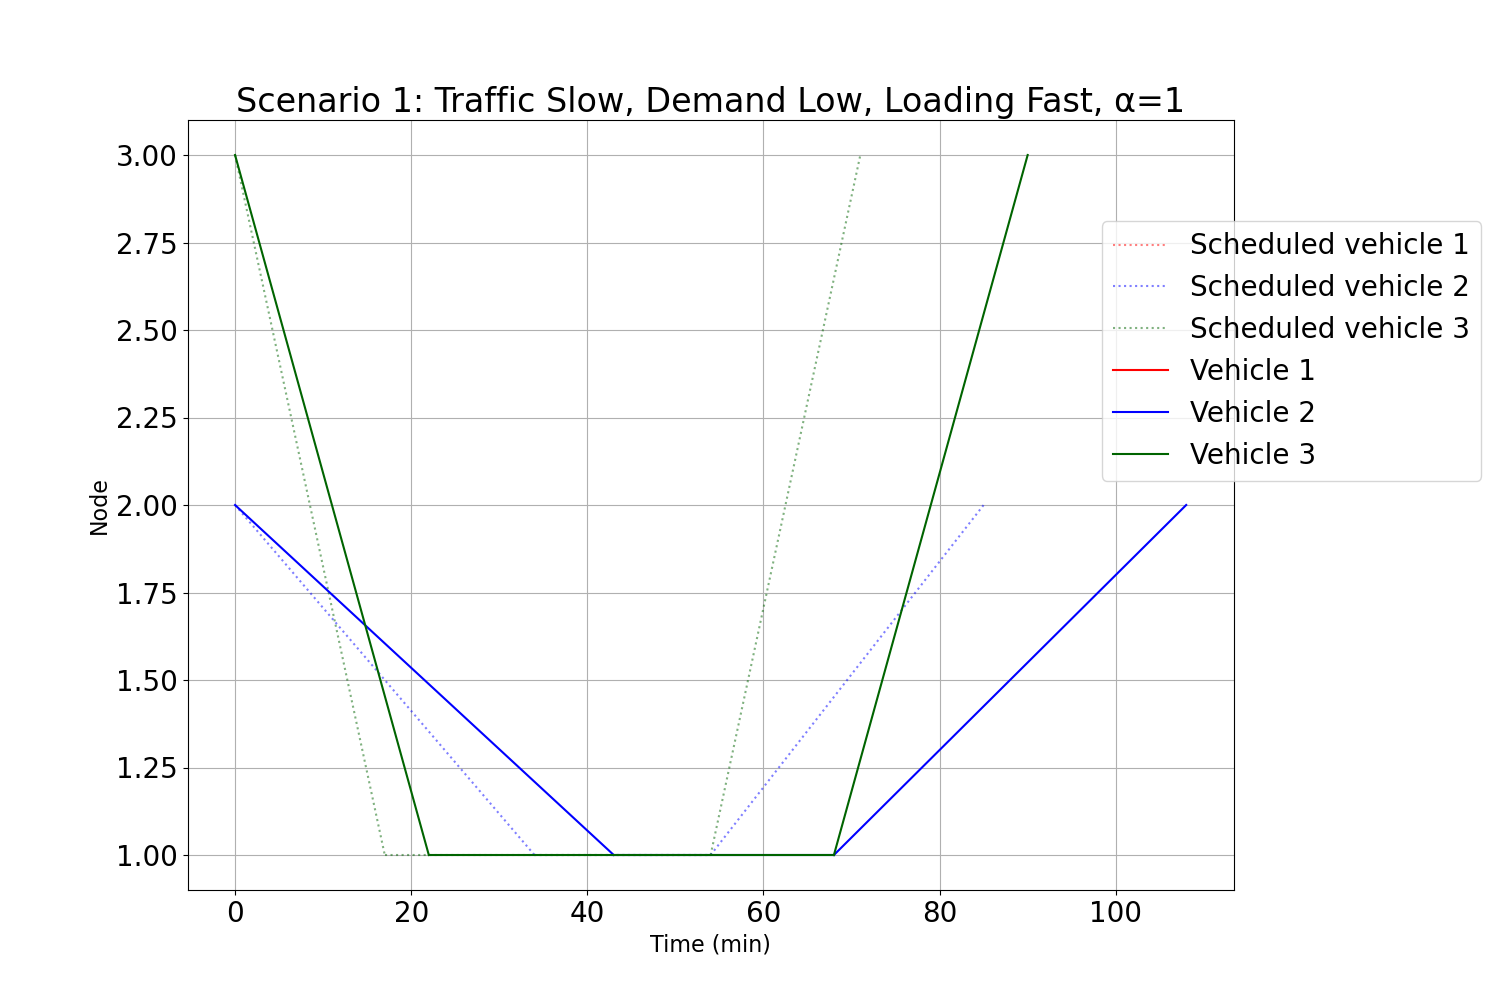 Scenario 1: Traffic Slow, Demand Low, Loading Fast, α=1
3.00
2.75
2.50
2.25
2.00
1.75
1.50
1.25
1.00
Node
0 20 40 60 80 100
Time (min)
Scheduled vehicle 1
Scheduled vehicle 2
Scheduled vehicle 3
Vehicle 1
Vehicle 2
Vehicle 3